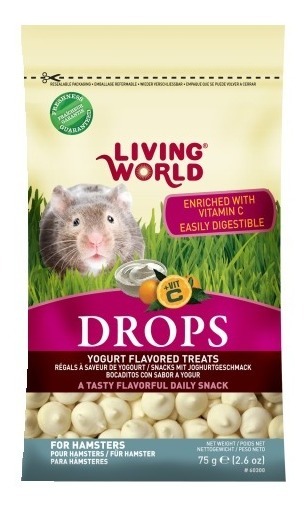 RESEALABLE PACKAGING • EMBALLAGE REFERMABLE • WIEDER VERSCHLIESSBAR • EMPAQUE QUE SE PUEDE VOLVER A CERRAR
FRESHNESS
FRAÎCHEUR
GARANTIE
GUARANTEED
LIVING®
WORLD
ENRICHED WITH
VITAMIN C
EASILY DIGESTIBLE
+VIT
C
DROPS
YOGURT FLAVORED TREATS
RÉGALS À SAVEUR DE YOGOURT / SNACKS MIT JOGHURTGESCHMACK
BOCADITOS CON SABOR A YOGUR
A TASTY FLAVORFUL DAILY SNACK
FOR HAMSTERS
POUR HAMSTERS / FÜR HAMSTER
PARA HÁMSTERES
NET WEIGHT / POIDS NET
NETTOGEWICHT / PESO NETO
75 g ℮ (2.6 oz)
# 60300